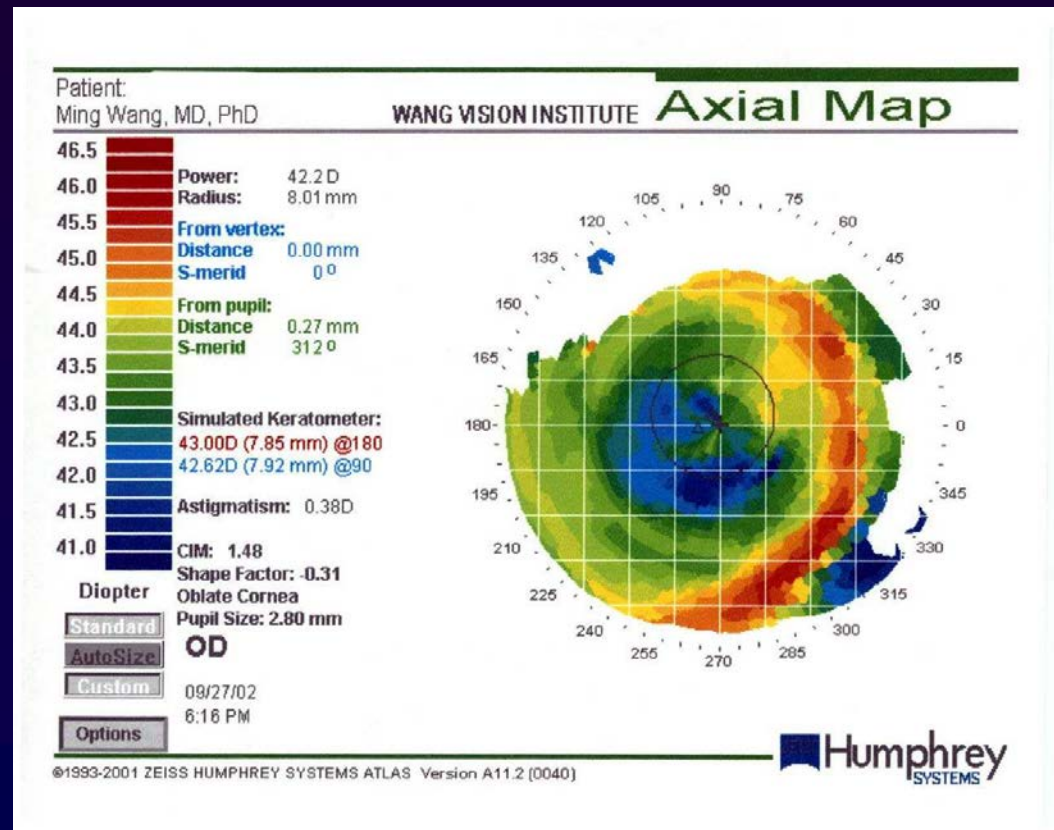 Patient:
Ming Wang, MD, PhD
WANG VISION INSTITUTE
Axial Map
46.5
46.0
45.5
45.0
44.5
44.0
43.5
43.0
42.5
42.0
41.5
41.0
Diopter
Standard
AutoSize
Custom
Options
Power: 42.2 D
Radius: 8.01 mm
From vertex:
Distance 0.00 mm
S-merid 0º
From pupil:
Distance 0.27 mm
S-merid 312º
Simulated Keratometer:
43.00D (7.85 mm) @180
42.62D (7.92 mm) @90
Astigmatism: 0.38D
CIM: 1.48
Shape Factor: -0.31
Oblate Cornea
Pupil Size: 2.80 mm
OD
09/27/02
6:16 PM
90
105
75
120
60
135
45
150
30
165
15
180
0
195
345
210
330
225
315
240
300
255
285
270
Humphrey
SYSTEMS
©1993-2001 ZEISS HUMPHREY SYSTEMS ATLAS Version A11.2 (0040)